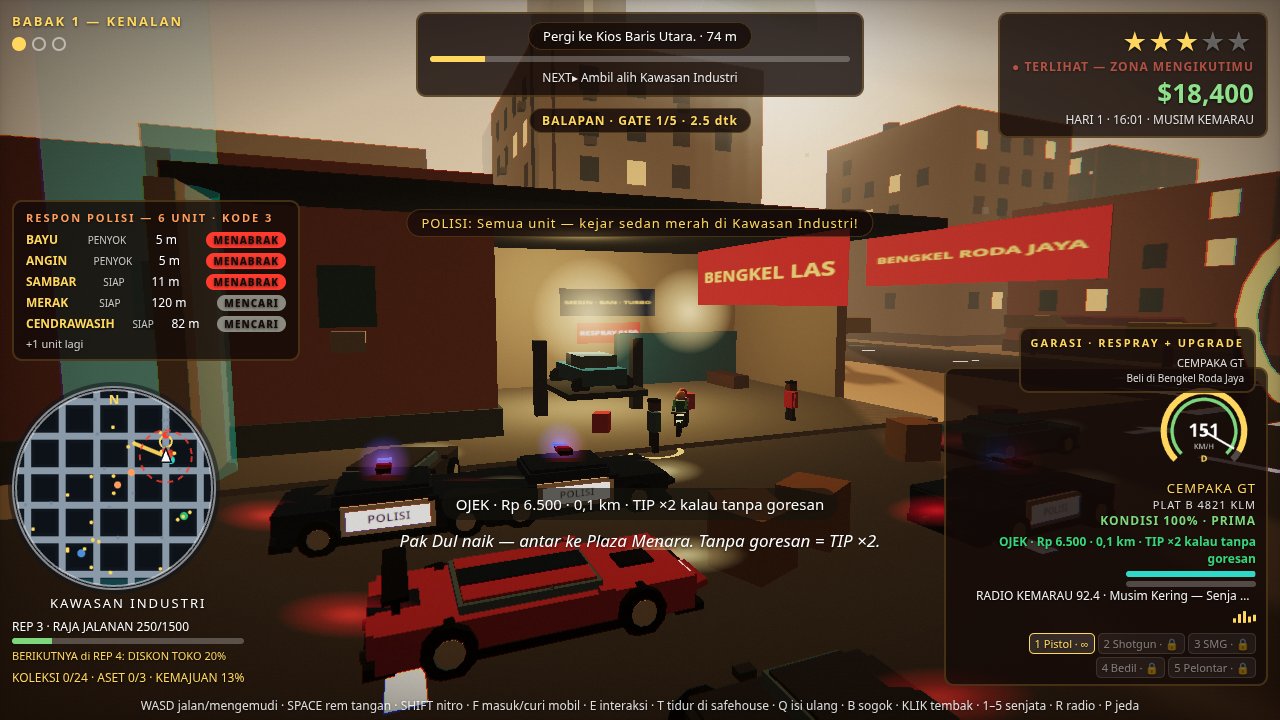 BABAK 1 — KENALAN
Pergi ke Kios Baris Utara. · 74 m
NEXT▸ Ambil alih Kawasan Industri
BALAPAN · GATE 1/5 · 2.5 dtk
★★★★★
● TERLIHAT — ZONA MENGIKUTIMU
$18,400
HARI 1 · 16:01 · MUSIM KEMARAU
RESPON POLISI — 6 UNIT · KODE 3
BAYU PENYOK 5 m MENABRAK
ANGIN PENYOK 5 m MENABRAK
SAMBAR SIAP 11 m MENABRAK
MERAK SIAP 120 m MENCARI
CENDRAWASIH SIAP 82 m MENCARI
+1 unit lagi
POLISI: Semua unit — kejar sedan merah di Kawasan Industri!
BENGKEL LAS
BENGKEL RODA JAYA
MESIN · BAN · TURBO
RESPRAY
GARASI · RESPRAY + UPGRADE
CEMPAKA GT
Beli di Bengkel Roda Jaya
POLISI
POLISI
POLISI
OJEK · Rp 6.500 · 0,1 km · TIP ×2 kalau tanpa goresan
Pak Dul naik — antar ke Plaza Menara. Tanpa goresan = TIP ×2.
N
KAWASAN INDUSTRI
REP 3 · RAJA JALANAN 250/1500
BERIKUTNYA di REP 4: DISKON TOKO 20%
KOLEKSI 0/24 · ASET 0/3 · KEMAJUAN 13%
151
KM/H
D
CEMPAKA GT
PLAT B 4821 KLM
KONDISI 100% · PRIMA
OJEK · Rp 6.500 · 0,1 km · TIP ×2 kalau tanpa
goresan
RADIO KEMARAU 92.4 · Musim Kering — Senja ...
1 Pistol · ∞ 2 Shotgun · 🔒 3 SMG · 🔒
4 Bedil · 🔒 5 Pelontar · 🔒
WASD jalan/mengemudi · SPACE rem tangan · SHIFT nitro · F masuk/curi mobil · E interaksi · T tidur di safehouse · Q isi ulang · B sogok · KLIK tembak · 1–5 senjata · R radio · P jeda